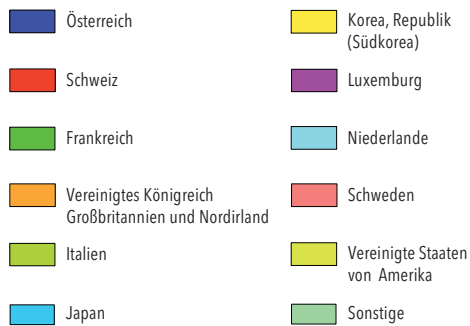 Österreich
Schweiz
Frankreich
Vereinigtes Königreich
Großbritannien und Nordirland
Italien
Japan
Korea, Republik
(Südkorea)
Luxemburg
Niederlande
Schweden
Vereinigte Staaten
von Amerika
Sonstige